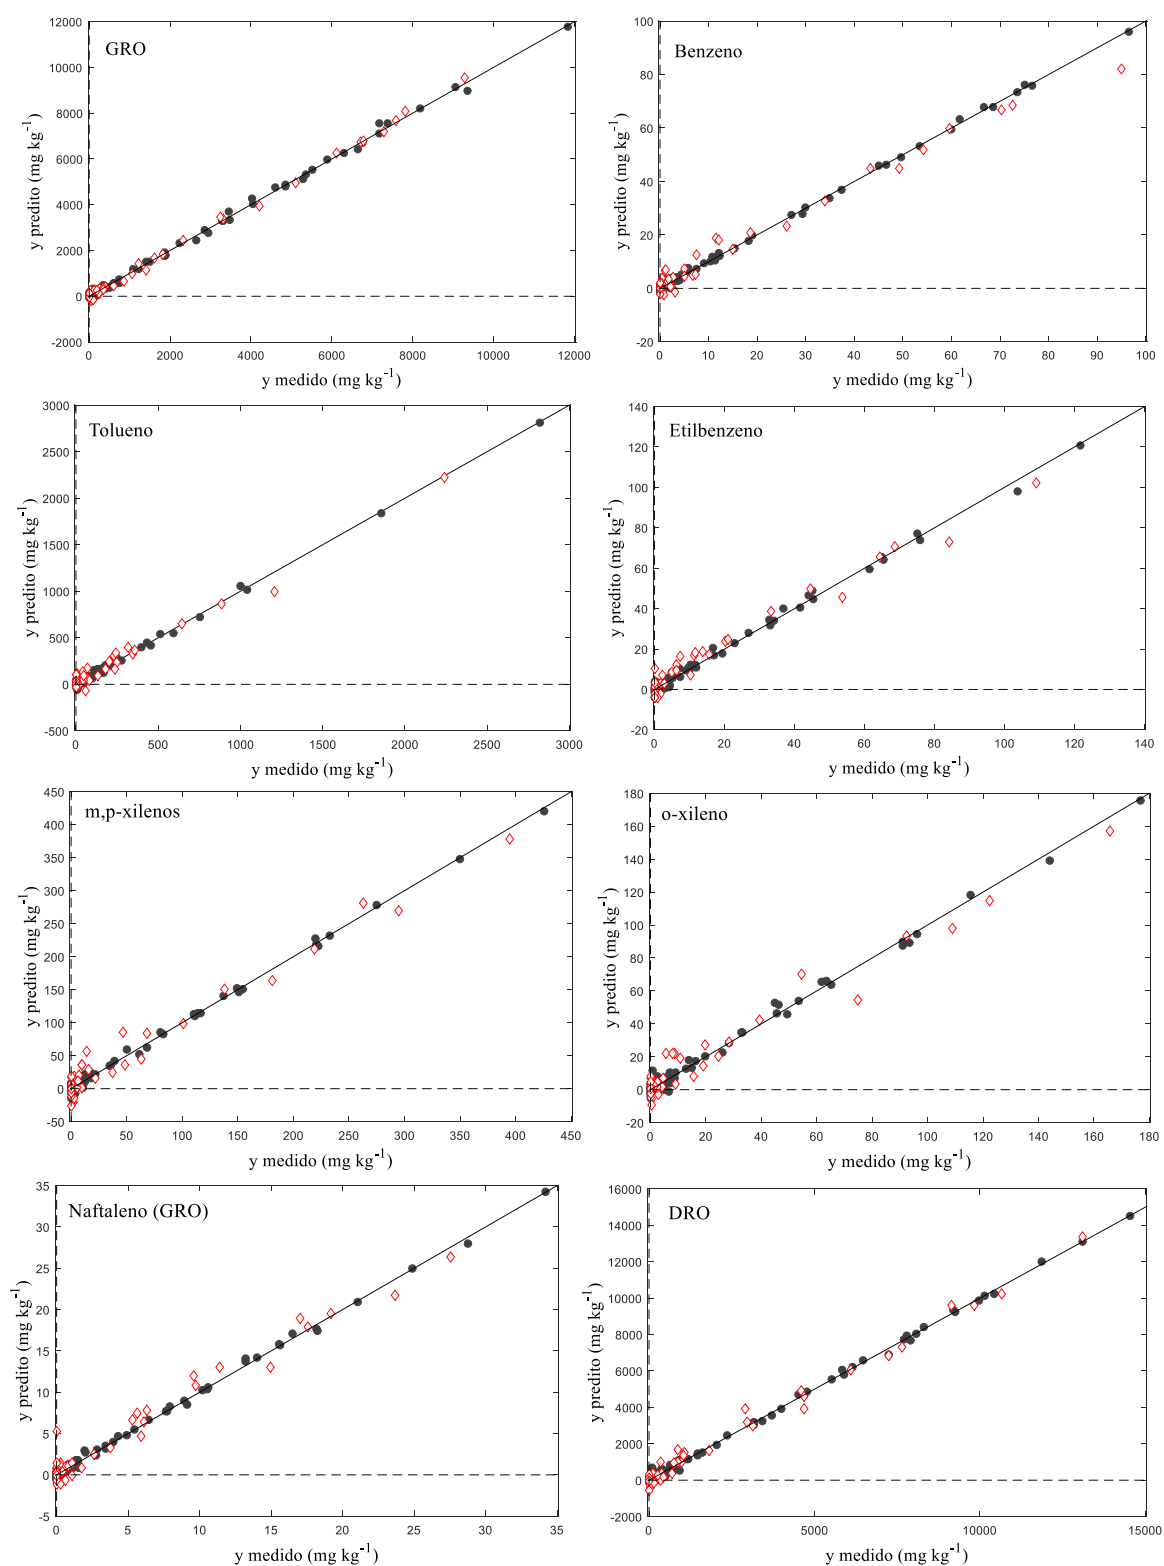 GRO
y predito (mg kg-1)
12000
10000
8000
6000
4000
2000
0
-2000
0 2000 4000 6000 8000 10000 12000
y medido (mg kg-1)
Benzeno
y predito (mg kg-1)
100
80
60
40
20
0
-20
0 10 20 30 40 50 60 70 80 90 100
y medido (mg kg-1)
Tolueno
y predito (mg kg-1)
3000
2500
2000
1500
1000
500
0
-500
0 500 1000 1500 2000 2500 3000
y medido (mg kg-1)
Etilbenzeno
y predito (mg kg-1)
140
120
100
80
60
40
20
0
-20
0 20 40 60 80 100 120 140
y medido (mg kg-1)
m,p-xilenos
y predito (mg kg-1)
450
400
350
300
250
200
150
100
50
0
-50
0 50 100 150 200 250 300 350 400 450
y medido (mg kg-1)
o-xileno
y predito (mg kg-1)
180
160
140
120
100
80
60
40
20
0
-20
0 20 40 60 80 100 120 140 160 180
y medido (mg kg-1)
Naftaleno (GRO)
y predito (mg kg-1)
35
30
25
20
15
10
5
0
-5
0 5 10 15 20 25 30 35
y medido (mg kg-1)
DRO
y predito (mg kg-1)
16000
14000
12000
10000
8000
6000
4000
2000
0
-2000
0 5000 10000 15000
y medido (mg kg-1)